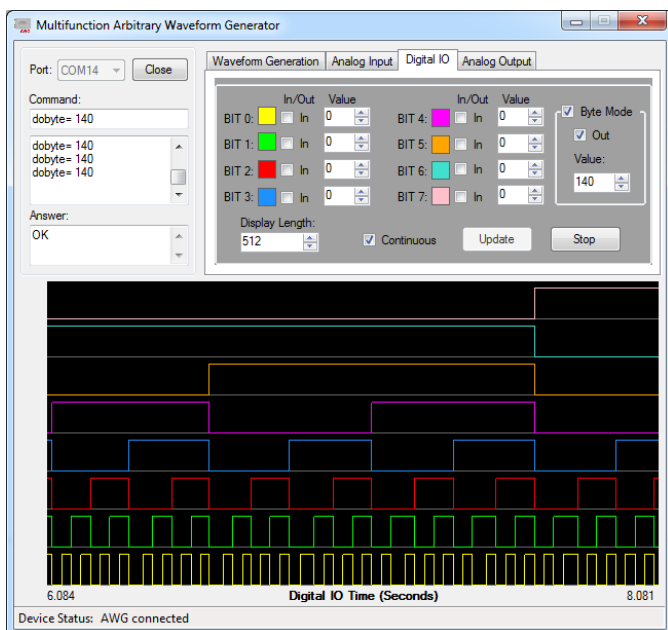 Multifunction Arbitrary Waveform Generator
Port: COM14 Close
Command:
dobyte= 140
dobyte= 140
dobyte= 140
dobyte= 140
Answer:
OK
Waveform Generation Analog Input Digital IO Analog Output
In/Out Value In/Out Value
BIT 0: In 0 BIT 4: In 0
BIT 1: In 0 BIT 5: In 0
BIT 2: In 0 BIT 6: In 0
BIT 3: In 0 BIT 7: In 0
Byte Mode
Out
Value:
140
Display Length:
512 Continuous Update Stop
6.084 Digital IO Time (Seconds) 8.081
Device Status: AWG connected